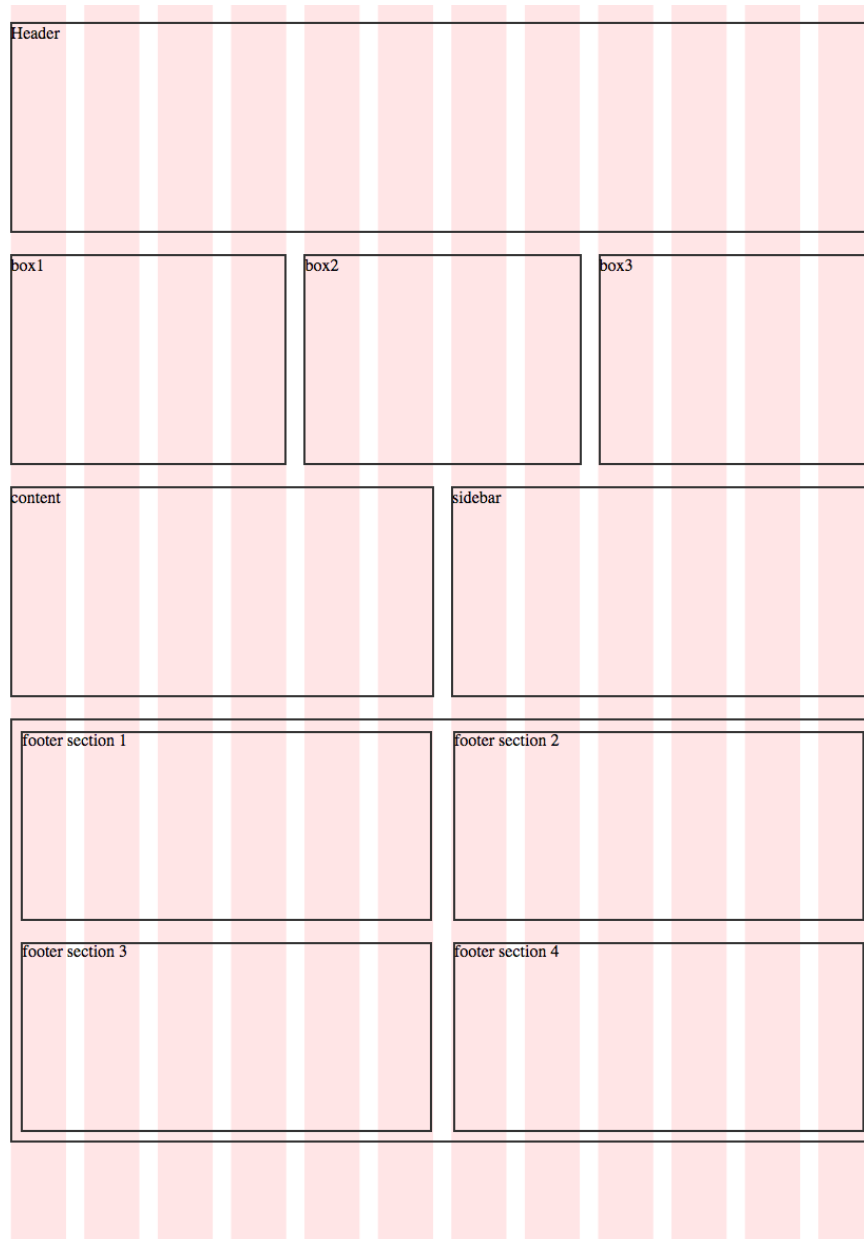 Header
box1
box2
box3
content
sidebar
footer section 1
footer section 2
footer section 3
footer section 4